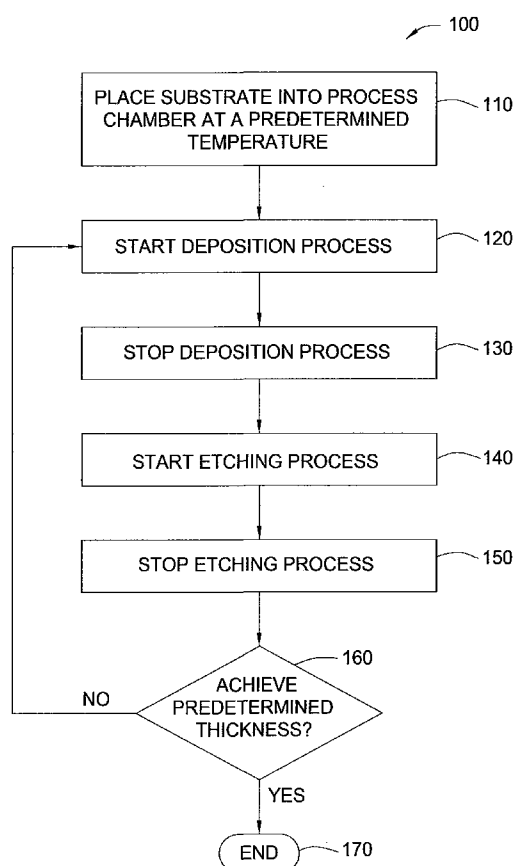 100
PLACE SUBSTRATE INTO PROCESS
CHAMBER AT A PREDETERMINED
TEMPERATURE
110
START DEPOSITION PROCESS
120
STOP DEPOSITION PROCESS
130
START ETCHING PROCESS
140
STOP ETCHING PROCESS
150
160
ACHIEVE
PREDETERMINED
THICKNESS?
NO
YES
END
170